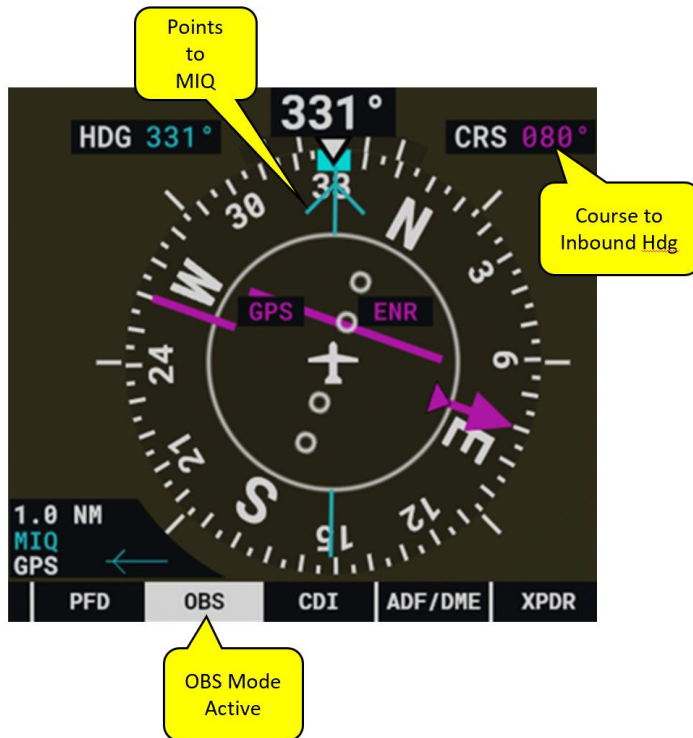 Points
to
MIQ
331°
HDG 331°
CRS 080°
Course to
Inbound Hdg
33
N
3
6
E
12
15
S
21
24
W
30
GPS
ENR
1.0 NM
MIQ
GPS
PFD
OBS
CDI
ADF/DME
XPDR
OBS Mode
Active